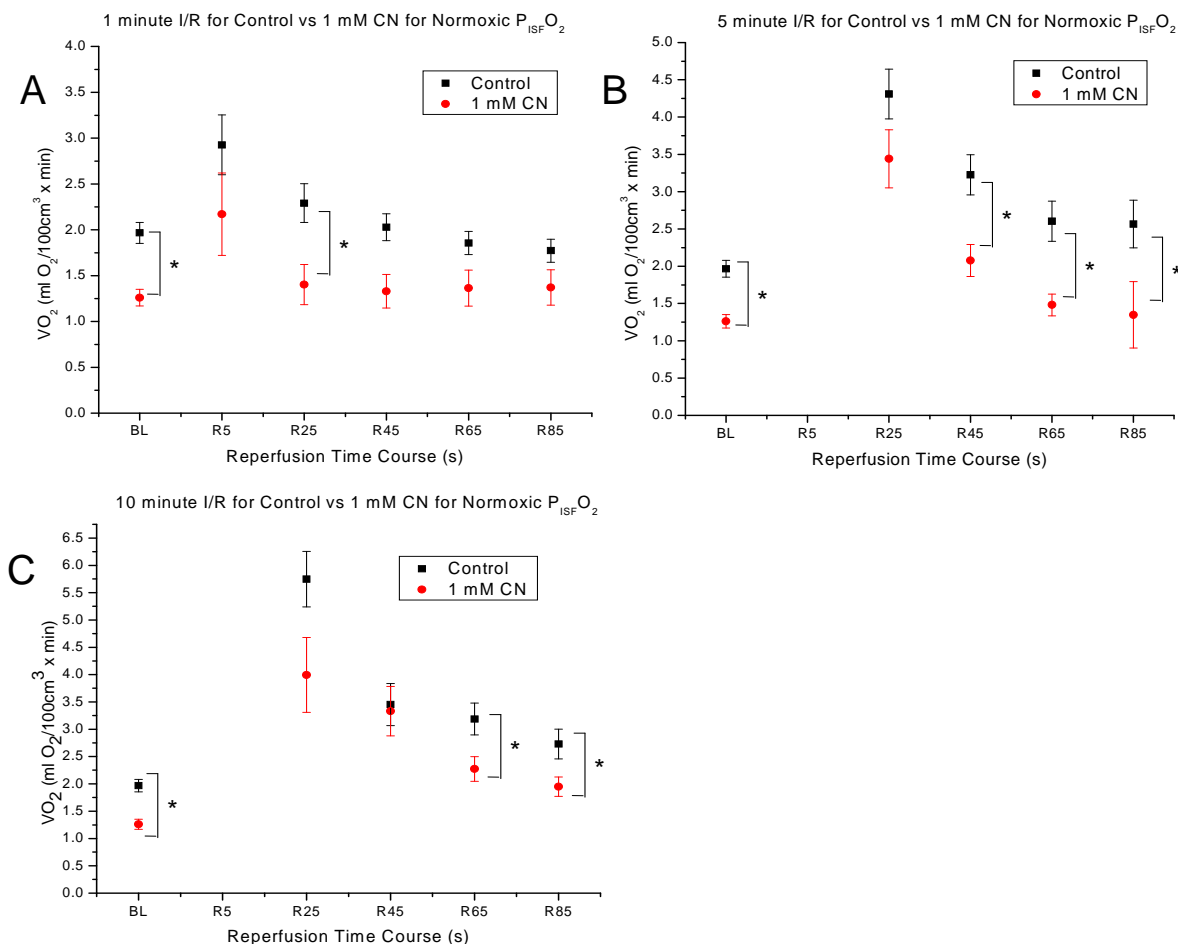 1 minute I/R for Control vs 1 mM CN for Normoxic PISFO2
A
4.0
3.5
3.0
2.5
2.0
1.5
1.0
0.5
0.0
VO2 (ml O2/100cm3 x min)
Control
1 mM CN
*
*
BL R5 R25 R45 R65 R85
Reperfusion Time Course (s)
5 minute I/R for Control vs 1 mM CN for Normoxic PISFO2
B
5.0
4.5
4.0
3.5
3.0
2.5
2.0
1.5
1.0
0.5
0.0
VO2 (ml O2/100cm3 x min)
Control
1 mM CN
*
*
*
*
BL R5 R25 R45 R65 R85
Reperfusion Time Course (s)
10 minute I/R for Control vs 1 mM CN for Normoxic PISFO2
C
6.5
6.0
5.5
5.0
4.5
4.0
3.5
3.0
2.5
2.0
1.5
1.0
0.5
0.0
VO2 (ml O2/100cm3 x min)
Control
1 mM CN
*
*
*
BL R5 R25 R45 R65 R85
Reperfusion Time Course (s)